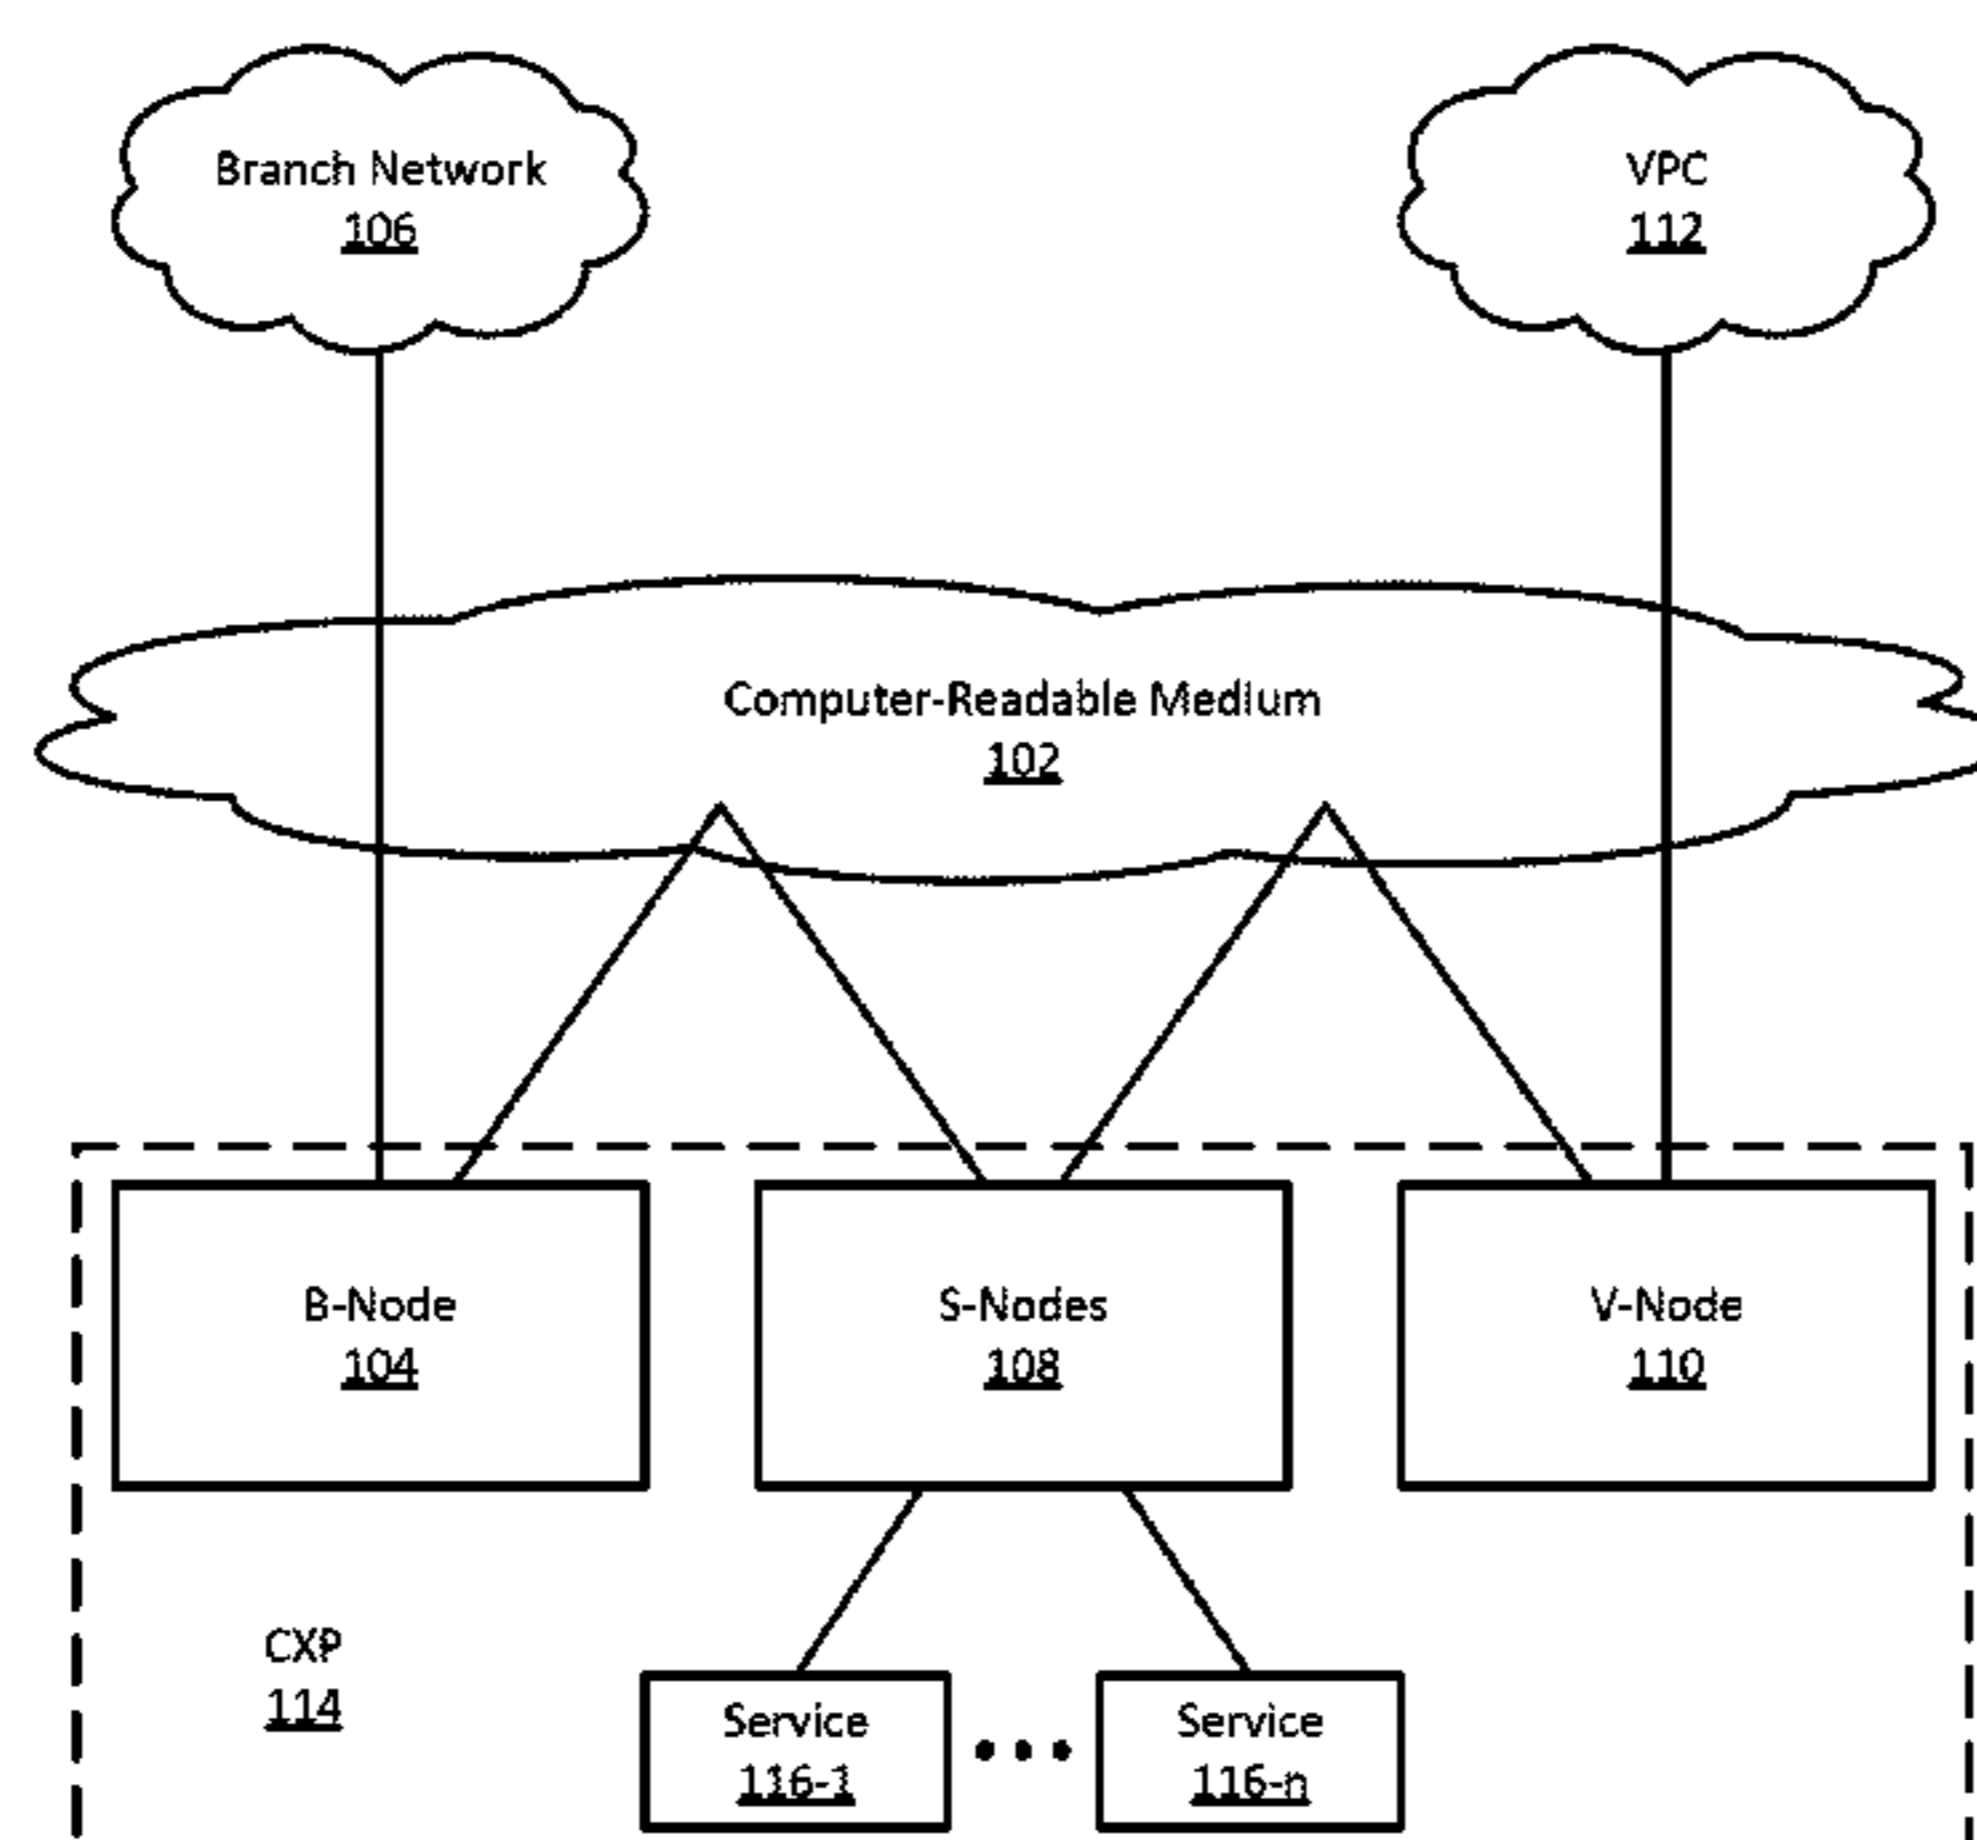 Branch Network
106
VPC
112
Computer-Readable Medium
102
B-Node
104
S-Nodes
108
V-Node
110
CXP
114
Service
116-1
Service
116-n